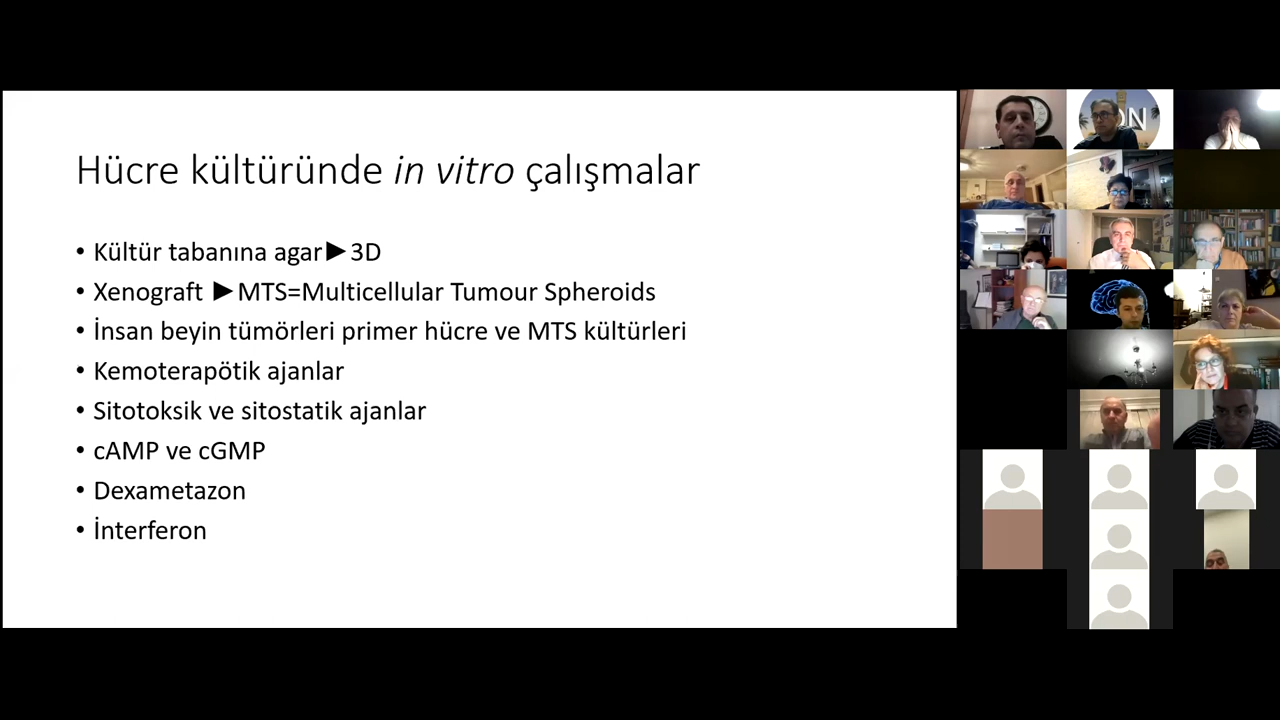 Hücre kültüründe in vitro çalışmalar
• Kültür tabanına agar►3D
• Xenograft ►MTS=Multicellular Tumour Spheroids
• İnsan beyin tümörleri primer hücre ve MTS kültürleri
• Kemoterapötik ajanlar
• Sitotoksik ve sitostatik ajanlar
• cAMP ve cGMP
• Dexametazon
• İnterferon